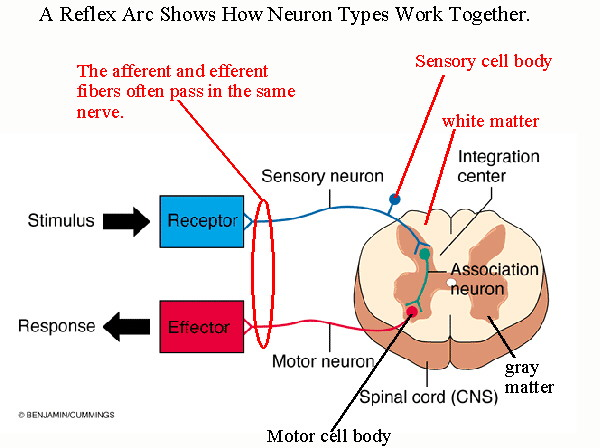 A Reflex Arc Shows How Neuron Types Work Together.
The afferent and efferent
fibers often pass in the same
nerve.
Sensory cell body
white matter
Integration
center
Sensory neuron
Stimulus
Receptor
Association
neuron
Response
Effector
Motor neuron
gray
matter
Spinal cord (CNS)
© BENJAMIN/CUMMINGS
Motor cell body